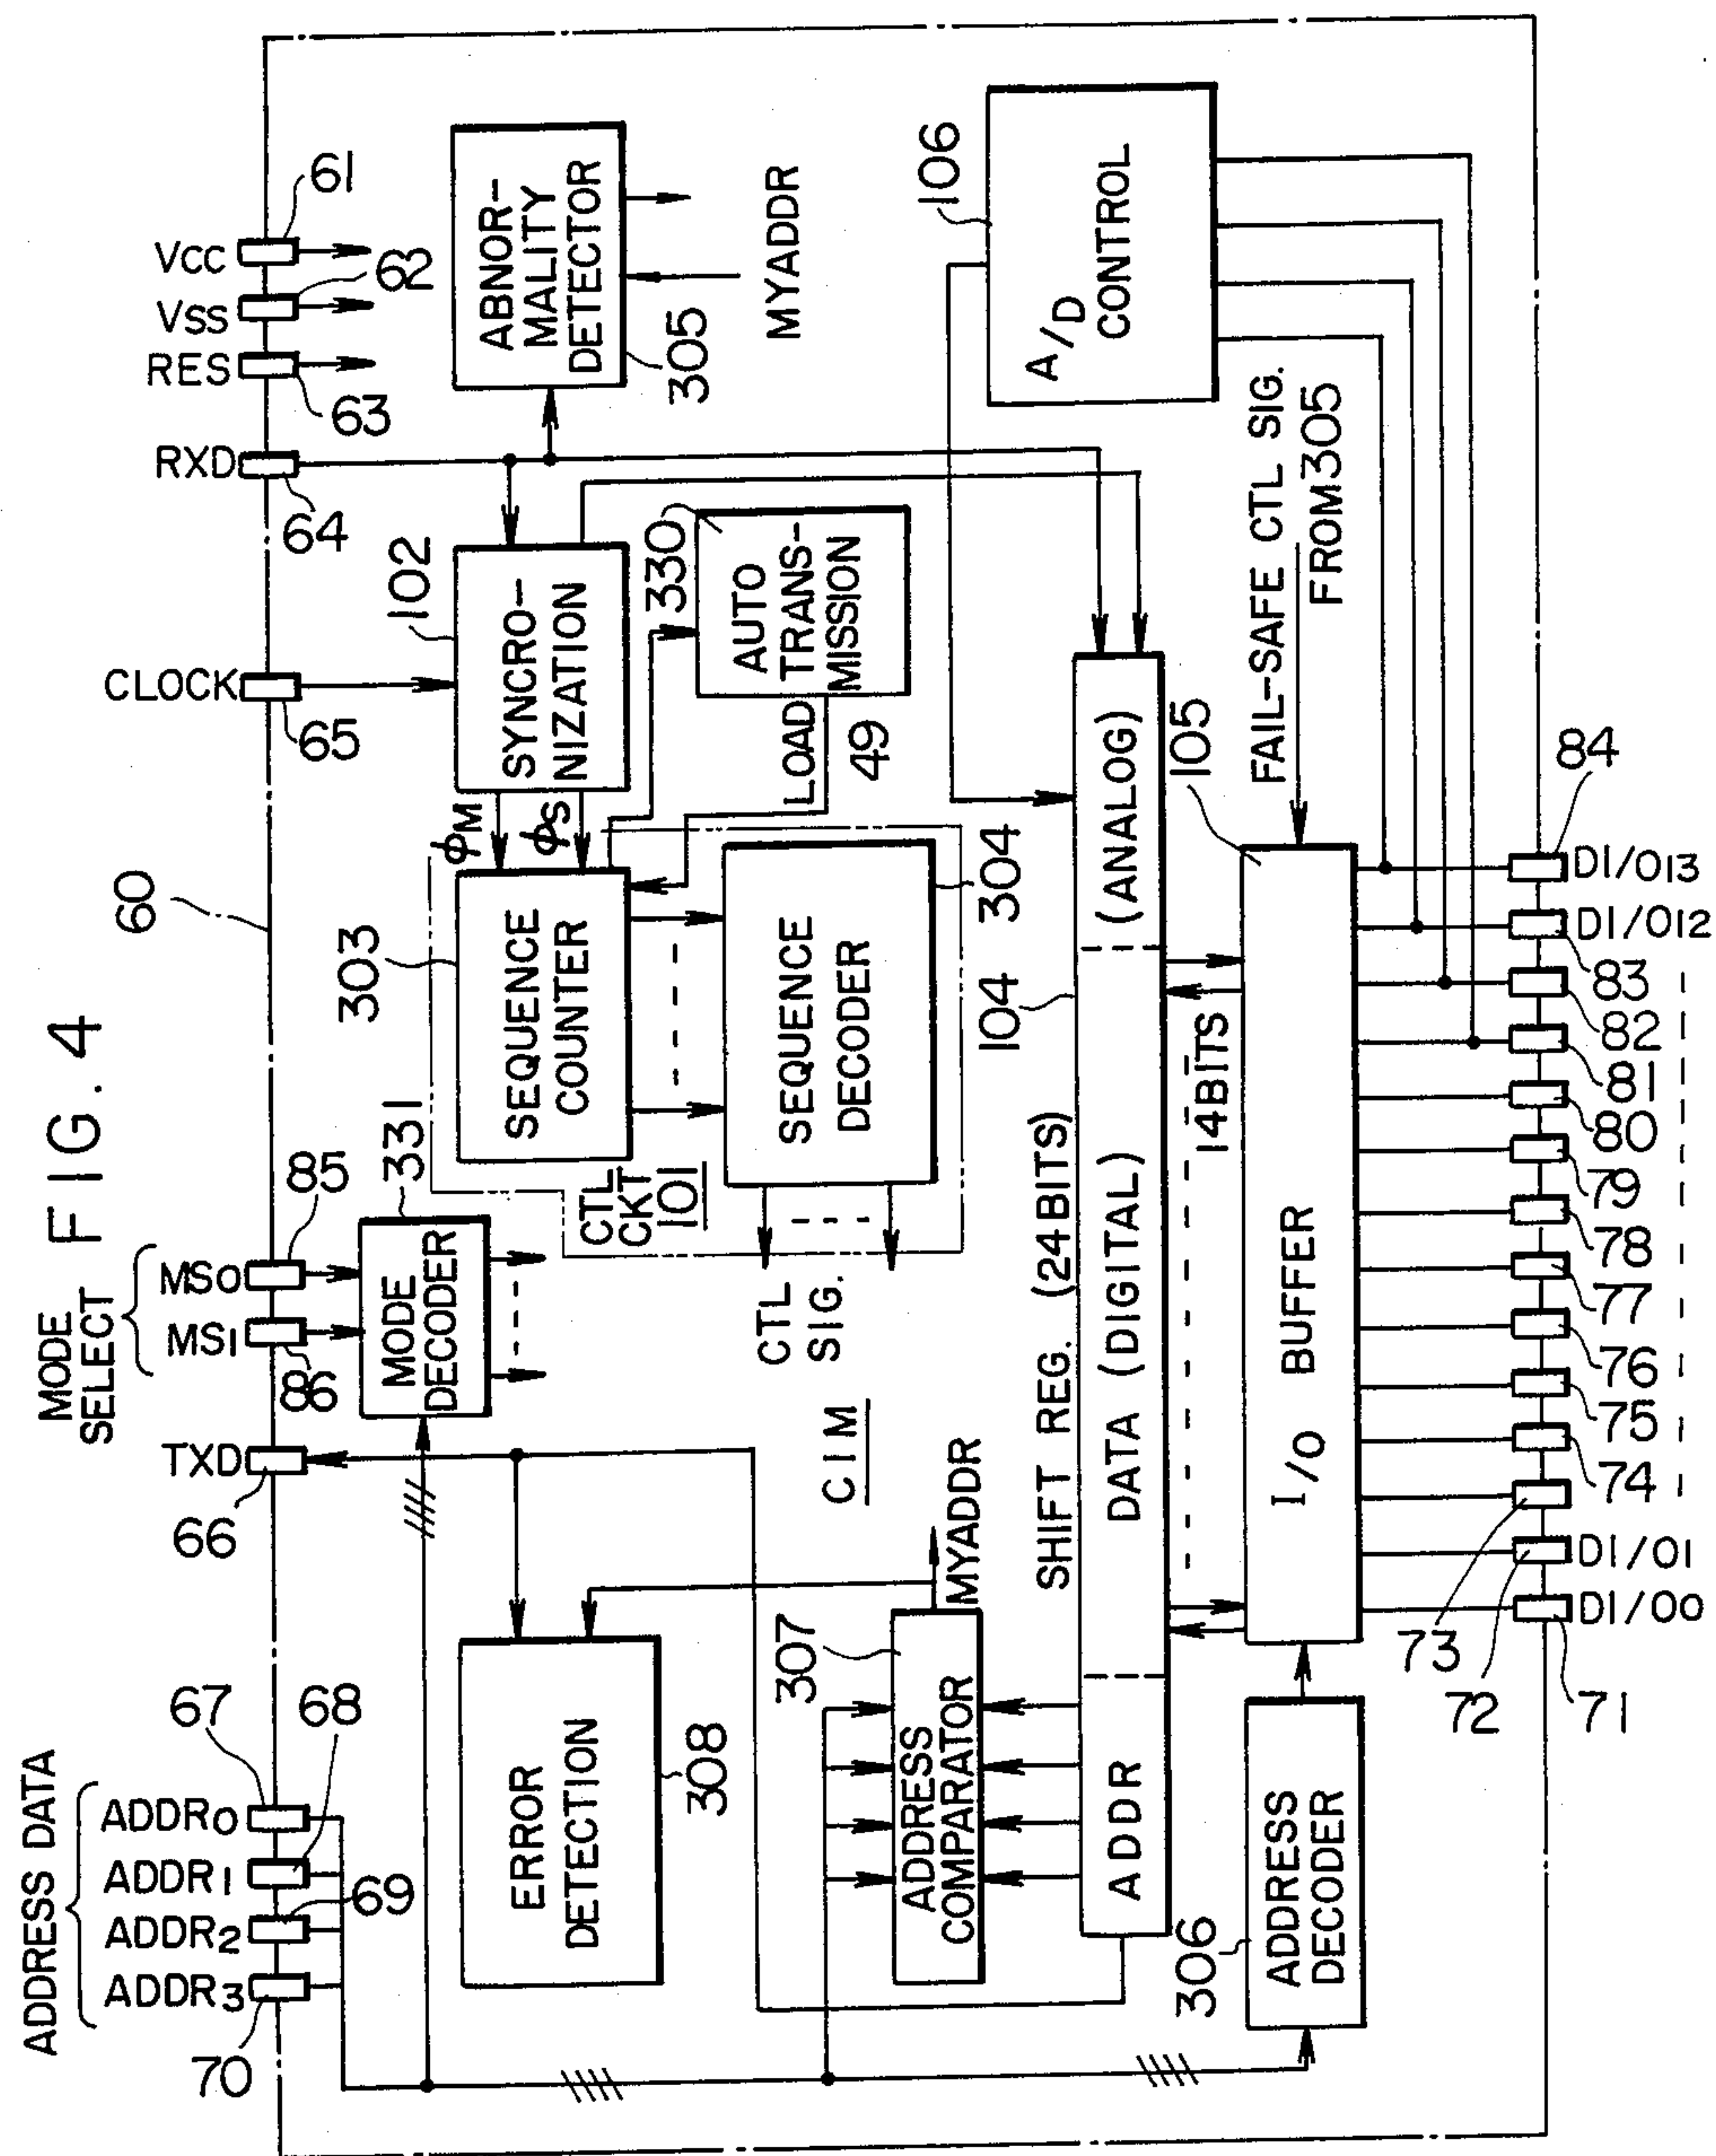 FIG. 4
MODE
SELECT
ADDRESS DATA
VCC
61
VSS
62
RES
63
RXD
64
CLOCK
65
60
MS0
85
MS1
86
TXD
66
ADDR0
67
ADDR1
68
ADDR2
69
ADDR3
70
ABNOR-
MALITY
DETECTOR
305
MYADDR
SYNCRO-
NIZATION
102
ΦM
ΦS
AUTO
TRANS-
MISSION
330
LOAD
49
SEQUENCE
COUNTER
303
SEQUENCE
DECODER
304
CTL
CKT
101
CTL
SIG.
MODE
DECODER
331
CIM
ERROR
DETECTION
308
ADDRESS
COMPARATOR
307
MYADDR
A/D
CONTROL
106
SHIFT REG. (24BITS)
104
ADDR
DATA (DIGITAL)
(ANALOG)
14BITS
I/O
BUFFER
105
FAIL-SAFE CTL SIG.
FROM 305
ADDRESS
DECODER
306
DI/O13
84
DI/O12
83
82
81
80
79
78
77
76
75
74
73
DI/O1
72
DI/O0
71